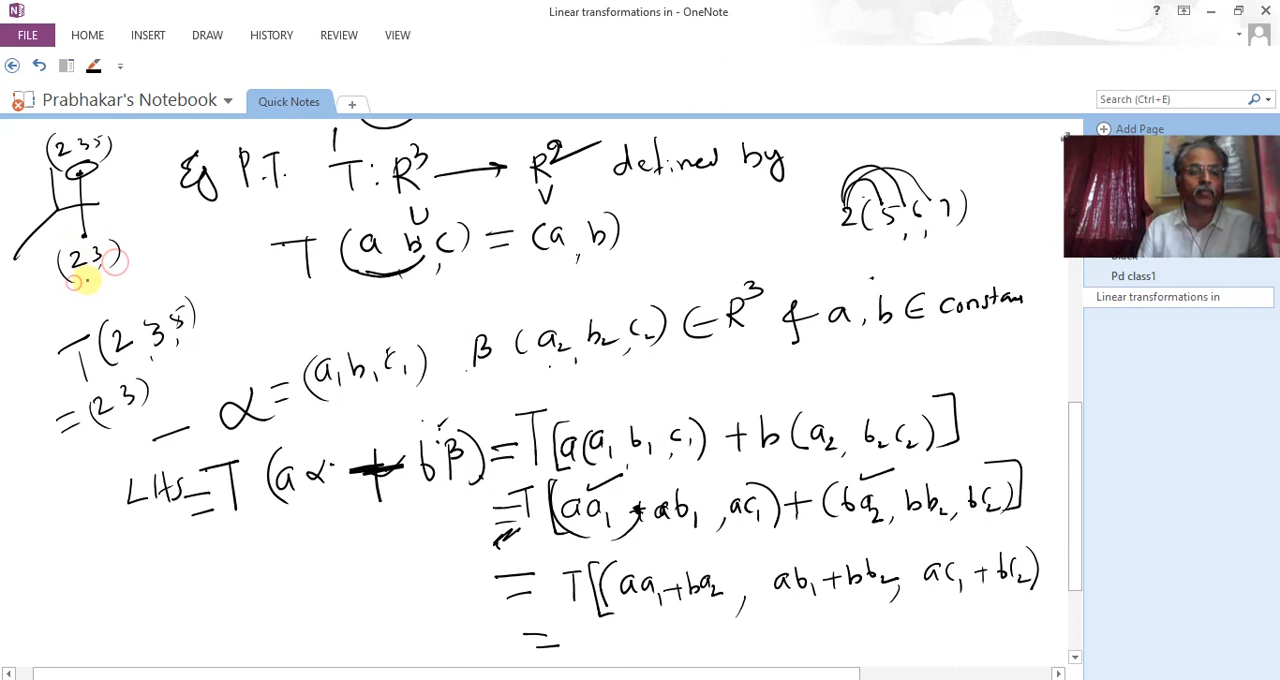 Linear transformations in - OneNote
FILE HOME INSERT DRAW HISTORY REVIEW VIEW
Prabhakar's Notebook Quick Notes
Search (Ctrl+E)
Add Page
Pd class1
Linear transformations in
(2 3 5)
Eg P.T. T : R³ → R² defined by
T (a b, c) = (a, b)
2(5, 6, 7)
(2 3, )
T(2, 3, 5)
= (2 3)
α = (a₁ b₁ c₁) β (a₂, b₂, c₂) ∈ R³ & a, b ∈ constan
LHS = T (aα + bβ) = T[a(a₁, b₁, c₁) + b(a₂, b₂ c₂)]
= T[(aa₁ + ab₁, ac₁) + (ba₂, bb₂, bc₂)]
= T[(aa₁+ba₂, ab₁+bb₂, ac₁+bc₂)
=